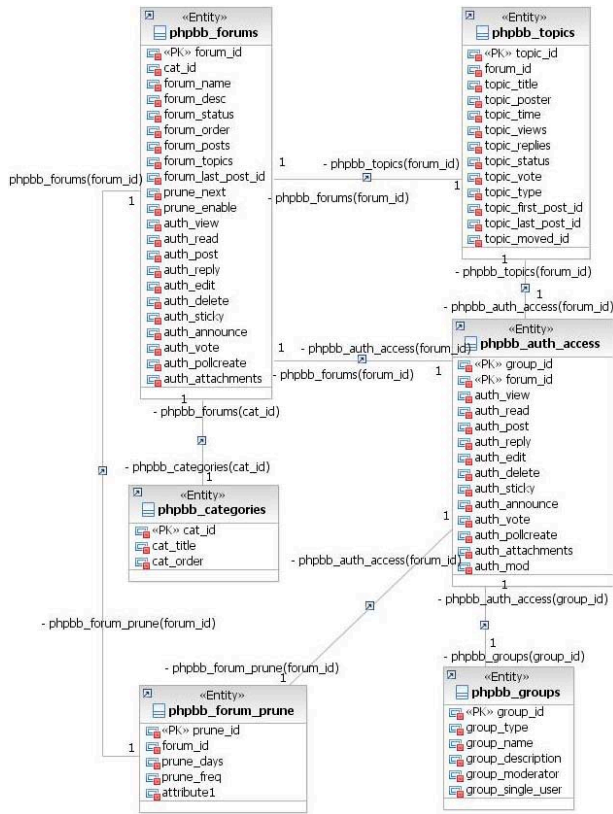 «Entity»
phpbb_forums
«PK» forum_id
cat_id
forum_name
forum_desc
forum_status
forum_order
forum_posts
forum_topics
forum_last_post_id
prune_next
prune_enable
auth_view
auth_read
auth_post
auth_reply
auth_edit
auth_delete
auth_sticky
auth_announce
auth_vote
auth_pollcreate
auth_attachments
«Entity»
phpbb_topics
«PK» topic_id
forum_id
topic_title
topic_poster
topic_time
topic_views
topic_replies
topic_status
topic_vote
topic_type
topic_first_post_id
topic_last_post_id
topic_moved_id
phpbb_forums(forum_id)
1
1
- phpbb_topics(forum_id)
- phpbb_forums(forum_id)
1
1
- phpbb_topics(forum_id)
1
- phpbb_auth_access(forum_id)
1
- phpbb_auth_access(forum_id)
- phpbb_forums(forum_id)
1
«Entity»
phpbb_auth_access
«PK» group_id
«PK» forum_id
auth_view
auth_read
auth_post
auth_reply
auth_edit
auth_delete
auth_sticky
auth_announce
auth_vote
auth_pollcreate
auth_attachments
auth_mod
1
- phpbb_forums(cat_id)
- phpbb_categories(cat_id)
1
«Entity»
phpbb_categories
«PK» cat_id
cat_title
cat_order
1
- phpbb_auth_access(forum_id)
1
- phpbb_auth_access(group_id)
- phpbb_forum_prune(forum_id)
- phpbb_groups(group_id)
1
- phpbb_forum_prune(forum_id)
1
«Entity»
phpbb_forum_prune
«PK» prune_id
forum_id
prune_days
prune_freq
attribute1
1
«Entity»
phpbb_groups
«PK» group_id
group_type
group_name
group_description
group_moderator
group_single_user